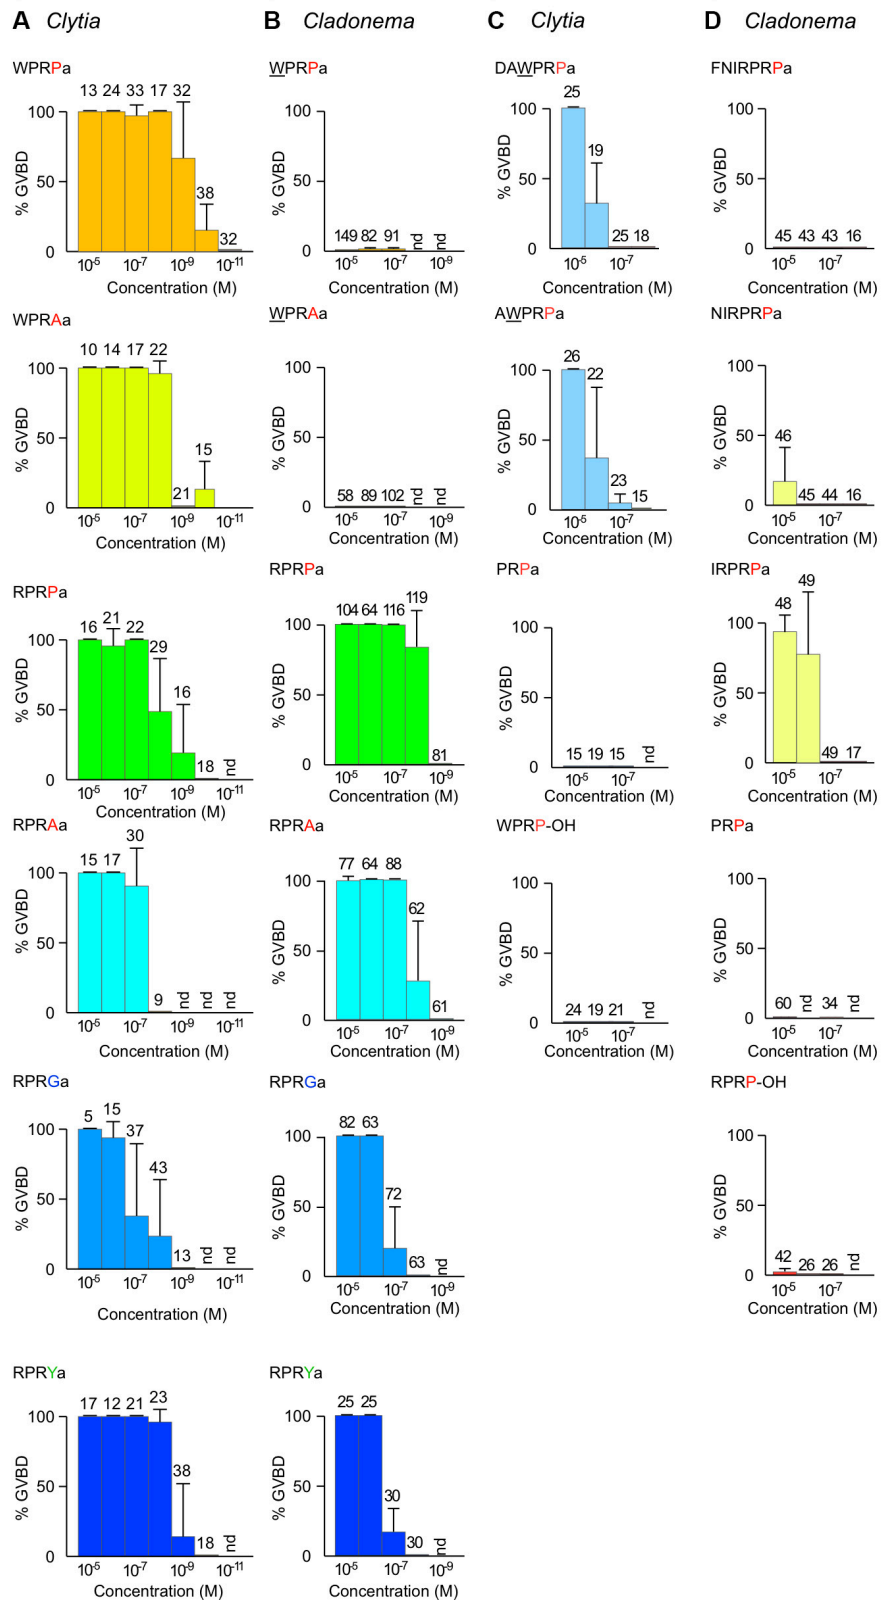 A Clytia B Cladonema C Clytia D Cladonema
WPRPa
13 24 33 17 32 38 32
100
50
0
% GVBD
10-5 10-7 10-9 10-11
Concentration (M)
WPRPa
149 82 91 nd nd
100
50
0
% GVBD
10-5 10-7 10-9
Concentration (M)
DAWPRPa
25 19 25 18
100
50
0
% GVBD
10-5 10-7
Concentration (M)
FNIRPRPa
45 43 43 16
100
50
0
% GVBD
10-5 10-7
Concentration (M)
WPRAa
10 14 17 22 21 15
100
50
0
% GVBD
10-5 10-7 10-9 10-11
Concentration (M)
WPRAa
58 89 102 nd nd
100
50
0
% GVBD
10-5 10-7 10-9
Concentration (M)
AWPRPa
26 22 23 15
100
50
0
% GVBD
10-5 10-7
Concentration (M)
NIRPRPa
46 45 44 16
100
50
0
% GVBD
10-5 10-7
Concentration (M)
RPRPa
16 21 22 29 16 18 nd
100
50
0
% GVBD
10-5 10-7 10-9 10-11
Concentration (M)
RPRPa
104 64 116 119 81
100
50
0
% GVBD
10-5 10-7 10-9
Concentration (M)
PRPa
15 19 15 nd
100
50
0
% GVBD
10-5 10-7
Concentration (M)
IRPRPa
48 49 49 17
100
50
0
% GVBD
10-5 10-7
Concentration (M)
RPRAa
15 17 30 9 nd nd nd
100
50
0
% GVBD
10-5 10-7 10-9 10-11
Concentration (M)
RPRAa
77 64 88 62 61
100
50
0
% GVBD
10-5 10-7 10-9
Concentration (M)
WPRP-OH
24 19 21 nd
100
50
0
% GVBD
10-5 10-7
Concentration (M)
PRPa
60 nd 34 nd
100
50
0
% GVBD
10-5 10-7
Concentration (M)
RPRGa
5 15 37 43 13 nd nd
100
50
0
% GVBD
10-5 10-7 10-9 10-11
Concentration (M)
RPRGa
82 63 72 63 nd
100
50
0
% GVBD
10-5 10-7 10-9
Concentration (M)
RPRP-OH
42 26 26 nd
100
50
0
% GVBD
10-5 10-7
Concentration (M)
RPRYa
17 12 21 23 38 18 nd
100
50
0
% GVBD
10-5 10-7 10-9 10-11
Concentration (M)
RPRYa
25 25 30 30 nd
100
50
0
% GVBD
10-5 10-7 10-9
Concentration (M)